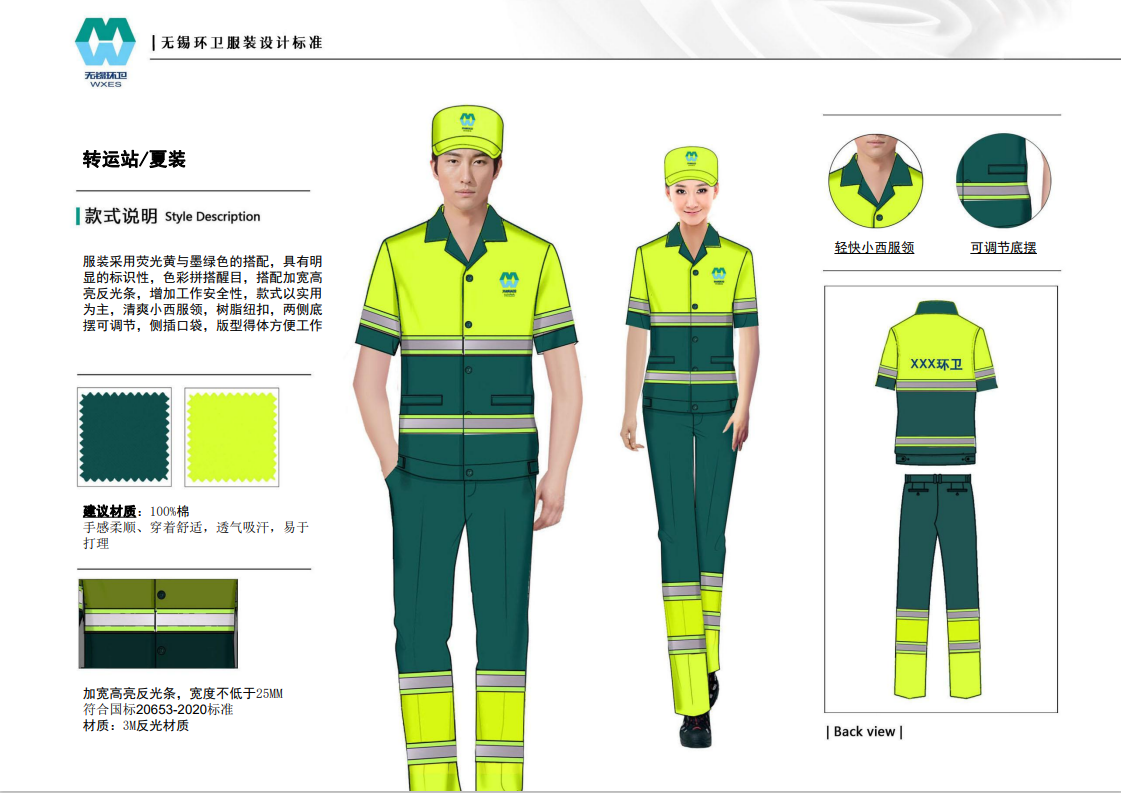 无锡环卫
WXES
无锡环卫服装设计标准
转运站/夏装
款式说明 Style Description
服装采用荧光黄与墨绿色的搭配，具有明
显的标识性，色彩拼搭醒目，搭配加宽高
亮反光条，增加工作安全性，款式以实用
为主，清爽小西服领，树脂纽扣，两侧底
摆可调节，侧插口袋，版型得体方便工作
建议材质：100%棉
手感柔顺、穿着舒适，透气吸汗，易于
打理
加宽高亮反光条，宽度不低于25MM
符合国标20653-2020标准
材质：3M反光材质
轻快小西服领
可调节底摆
XXX环卫
| Back view |